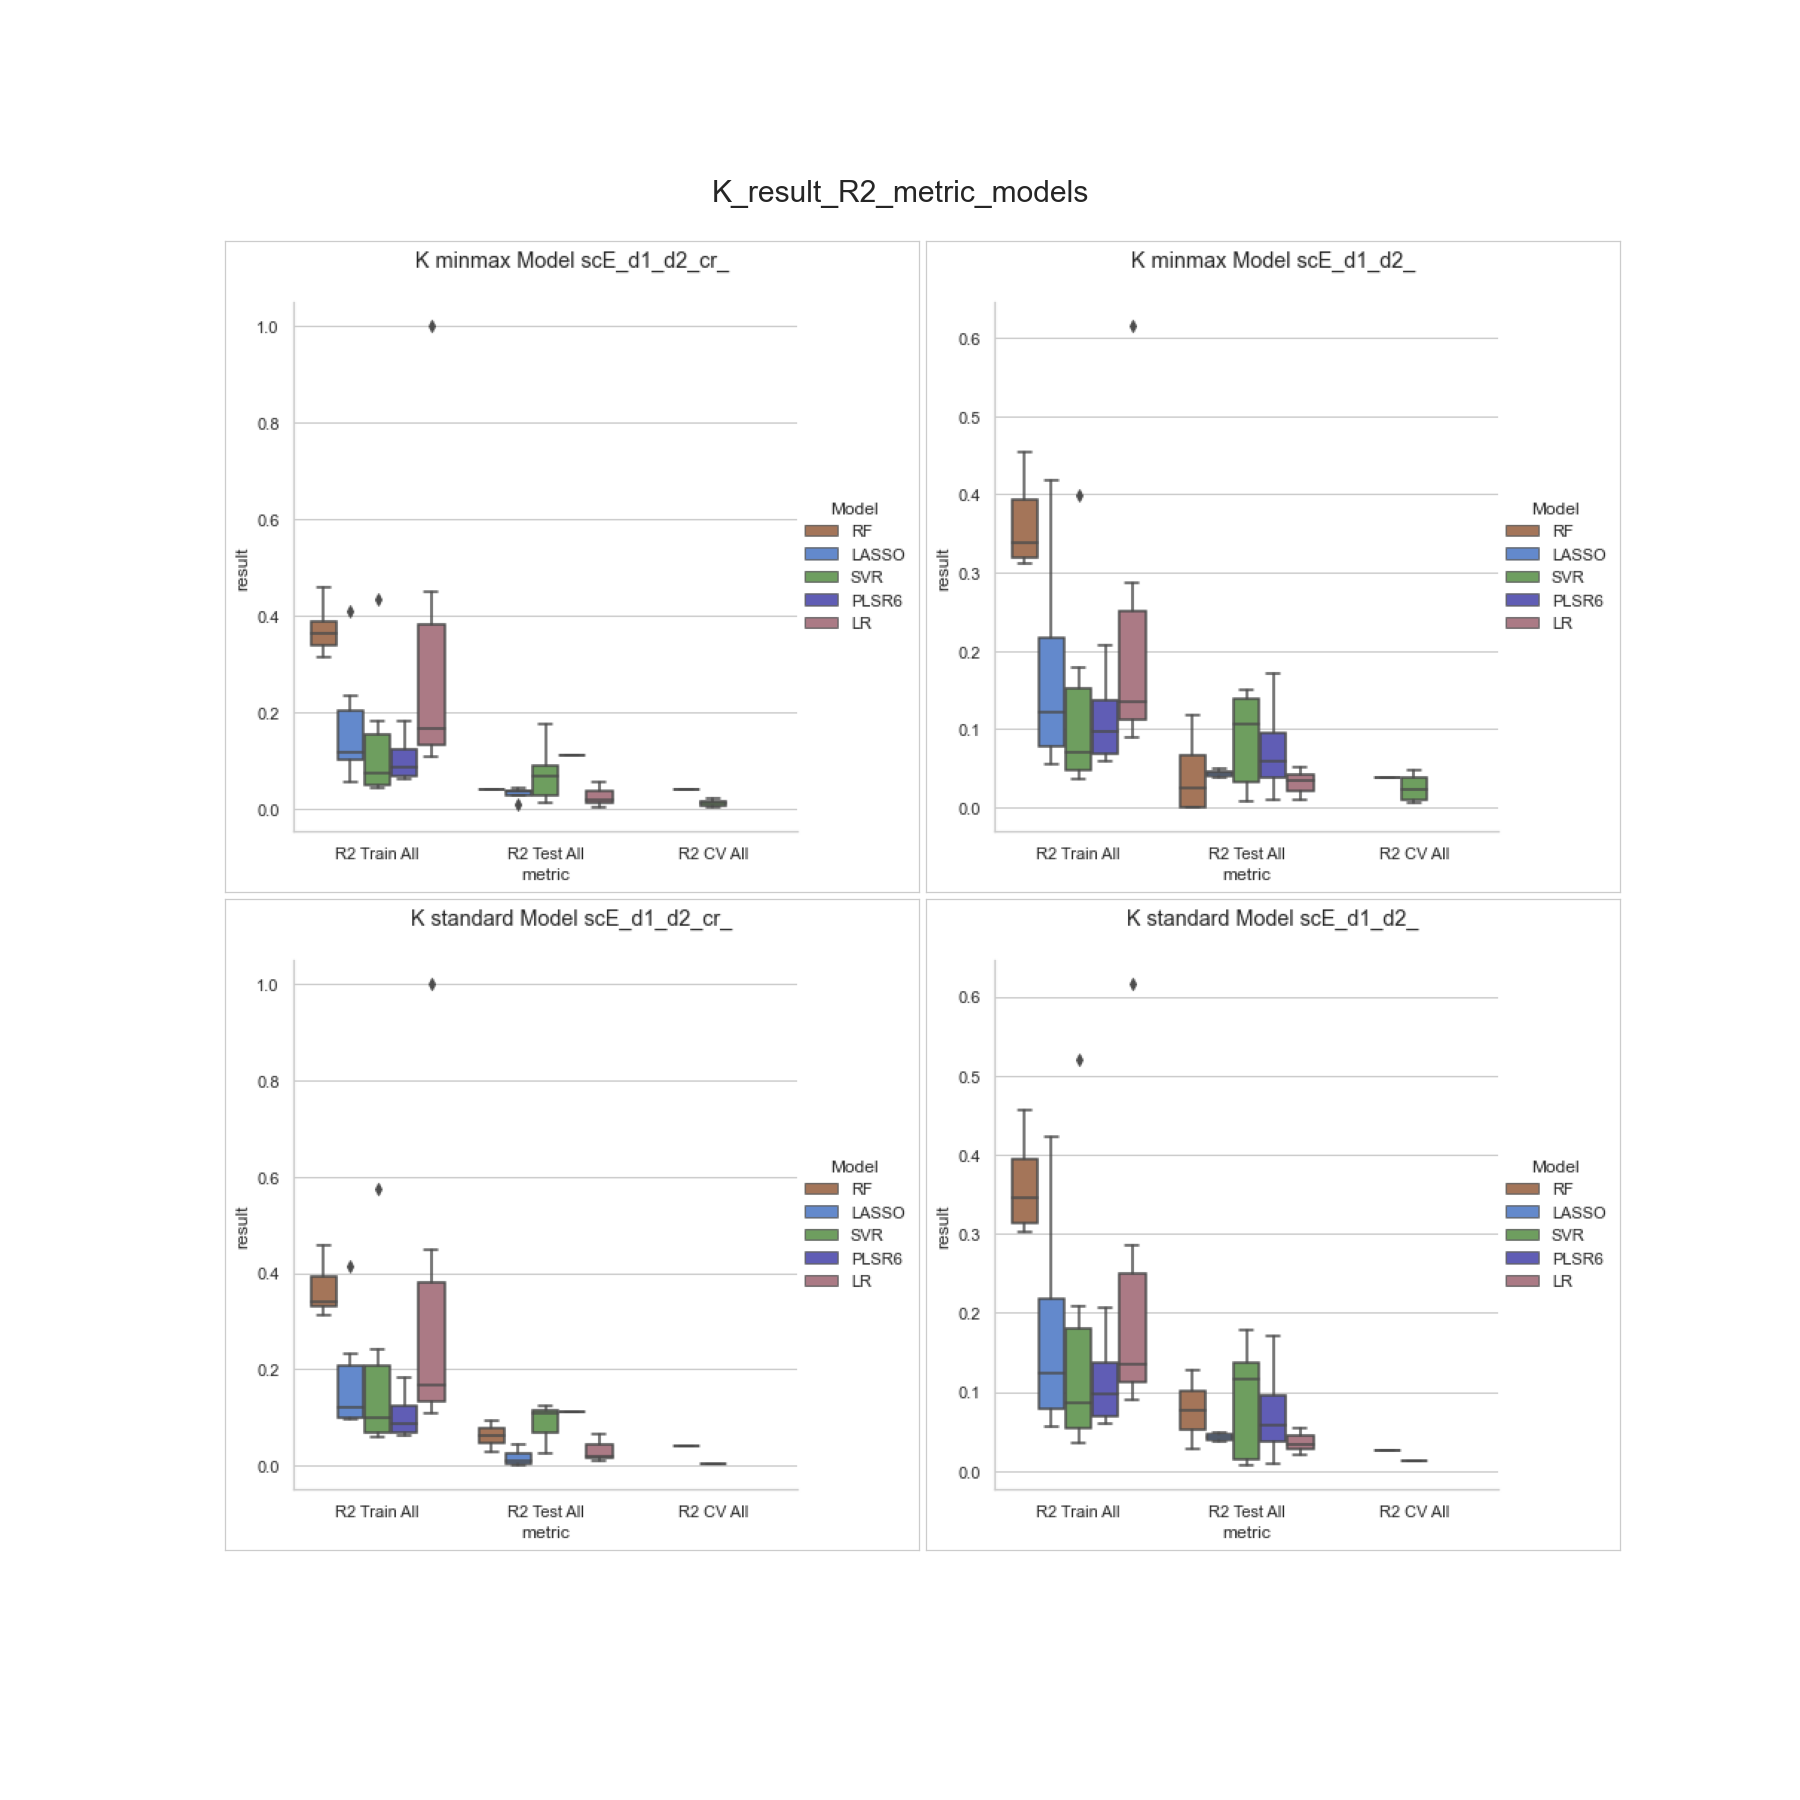 K_result_R2_metric_models
K minmax Model scE_d1_d2_cr_
1.0
0.8
0.6
0.4
0.2
0.0
result
R2 Train All
R2 Test All
R2 CV All
metric
Model
RF
LASSO
SVR
PLSR6
LR
K minmax Model scE_d1_d2_
0.6
0.5
0.4
0.3
0.2
0.1
0.0
result
R2 Train All
R2 Test All
R2 CV All
metric
Model
RF
LASSO
SVR
PLSR6
LR
K standard Model scE_d1_d2_cr_
1.0
0.8
0.6
0.4
0.2
0.0
result
R2 Train All
R2 Test All
R2 CV All
metric
Model
RF
LASSO
SVR
PLSR6
LR
K standard Model scE_d1_d2_
0.6
0.5
0.4
0.3
0.2
0.1
0.0
result
R2 Train All
R2 Test All
R2 CV All
metric
Model
RF
LASSO
SVR
PLSR6
LR